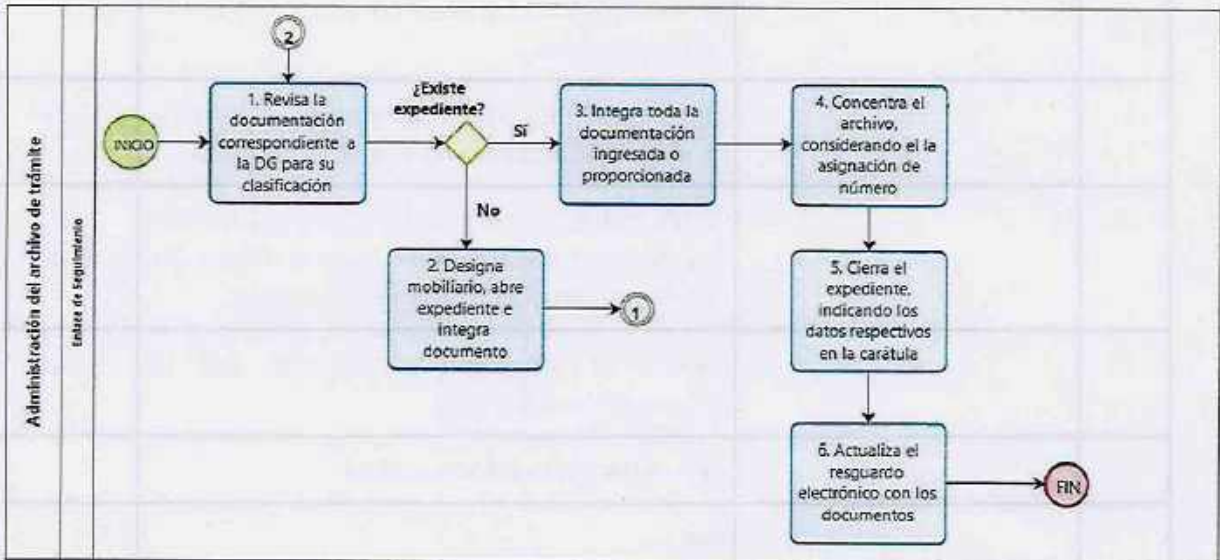 Administración del archivo de trámite
Enlace de Seguimiento
INICIO
2
1. Revisa la
documentación
correspondiente a
la DG para su
clasificación
¿Existe
expediente?
Sí
No
2. Designa
mobiliario, abre
expediente e
integra
documento
1
3. Integra toda la
documentación
ingresada o
proporcionada
4. Concentra el
archivo,
considerando el la
asignación de
número
5. Cierra el
expediente,
indicando los
datos respectivos
en la carátula
6. Actualiza el
resguardo
electrónico con los
documentos
FIN